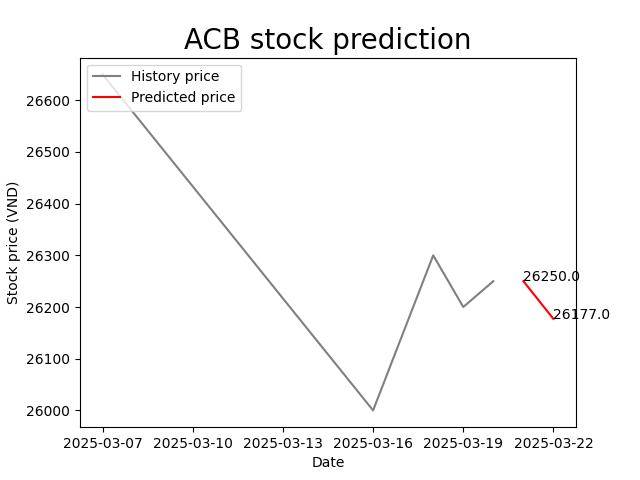 ACB stock prediction
History price
Predicted price
26600
26500
26400
26300
26200
26100
26000
Stock price (VND)
26250.0
26177.0
2025-03-07 2025-03-10 2025-03-13 2025-03-16 2025-03-19 2025-03-22
Date